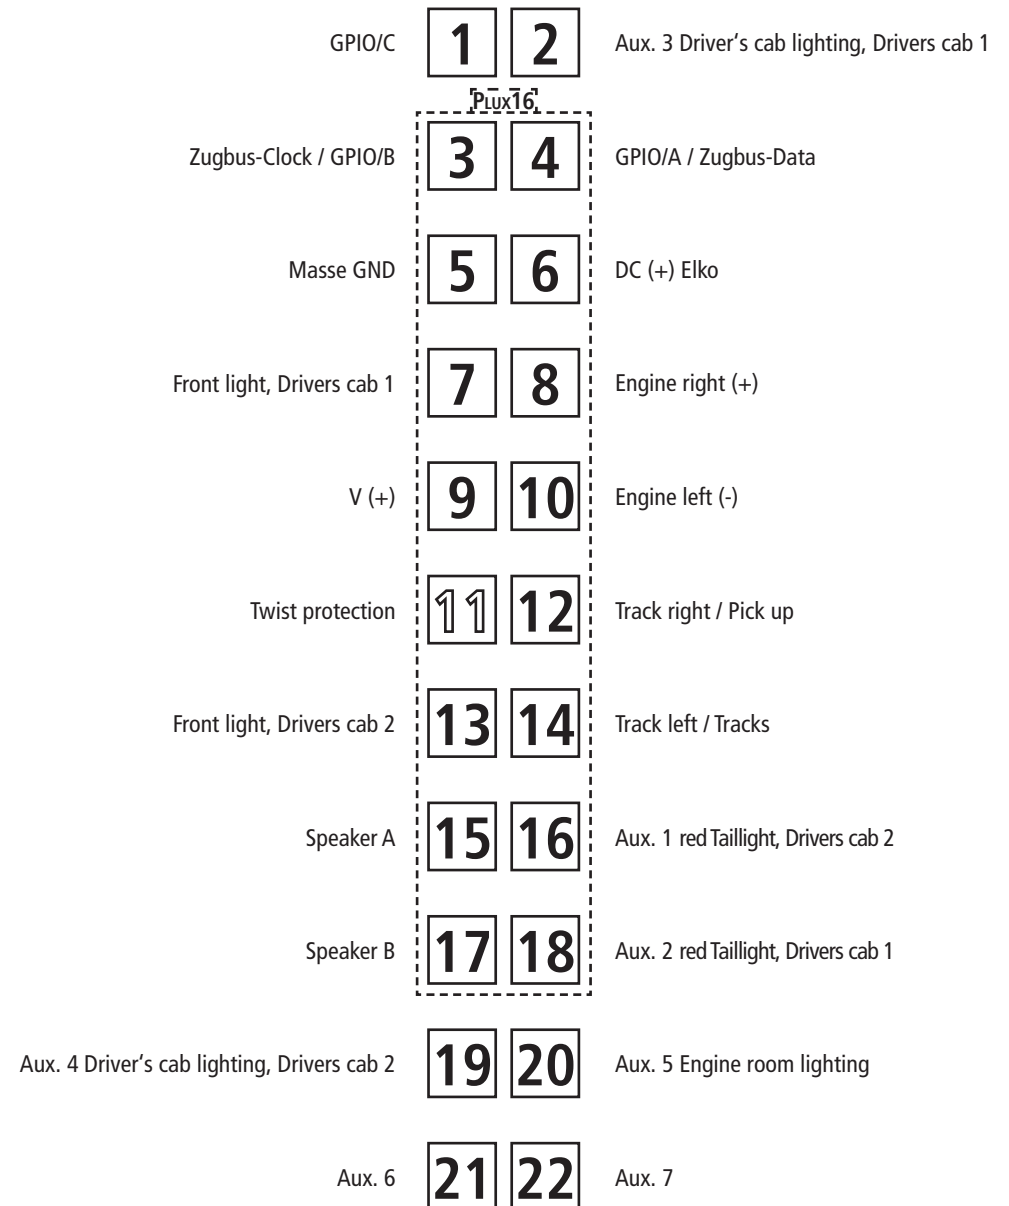 GPIO/C 1 2 Aux. 3 Driver‘s cab lighting, Drivers cab 1
PLUX16
Zugbus-Clock / GPIO/B 3 4 GPIO/A / Zugbus-Data
Masse GND 5 6 DC (+) Elko
Front light, Drivers cab 1 7 8 Engine right (+)
V (+) 9 10 Engine left (-)
Twist protection 11 12 Track right / Pick up
Front light, Drivers cab 2 13 14 Track left / Tracks
Speaker A 15 16 Aux. 1 red Taillight, Drivers cab 2
Speaker B 17 18 Aux. 2 red Taillight, Drivers cab 1
Aux. 4 Driver‘s cab lighting, Drivers cab 2 19 20 Aux. 5 Engine room lighting
Aux. 6 21 22 Aux. 7